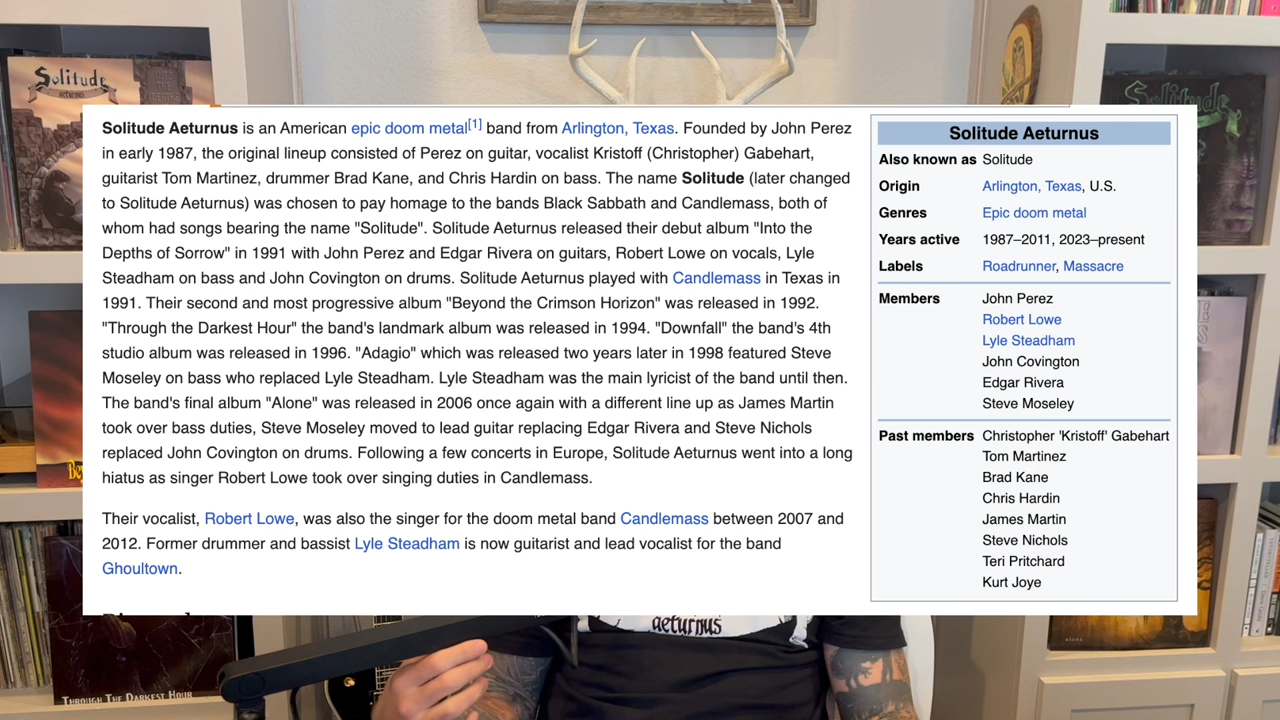 Solitude
aeturnus
Solitude Aeturnus is an American epic doom metal[1] band from Arlington, Texas. Founded by John Perez
in early 1987, the original lineup consisted of Perez on guitar, vocalist Kristoff (Christopher) Gabehart,
guitarist Tom Martinez, drummer Brad Kane, and Chris Hardin on bass. The name Solitude (later changed
to Solitude Aeturnus) was chosen to pay homage to the bands Black Sabbath and Candlemass, both of
whom had songs bearing the name "Solitude". Solitude Aeturnus released their debut album "Into the
Depths of Sorrow" in 1991 with John Perez and Edgar Rivera on guitars, Robert Lowe on vocals, Lyle
Steadham on bass and John Covington on drums. Solitude Aeturnus played with Candlemass in Texas in
1991. Their second and most progressive album "Beyond the Crimson Horizon" was released in 1992.
"Through the Darkest Hour" the band's landmark album was released in 1994. "Downfall" the band's 4th
studio album was released in 1996. "Adagio" which was released two years later in 1998 featured Steve
Moseley on bass who replaced Lyle Steadham. Lyle Steadham was the main lyricist of the band until then.
The band's final album "Alone" was released in 2006 once again with a different line up as James Martin
took over bass duties, Steve Moseley moved to lead guitar replacing Edgar Rivera and Steve Nichols
replaced John Covington on drums. Following a few concerts in Europe, Solitude Aeturnus went into a long
hiatus as singer Robert Lowe took over singing duties in Candlemass.
Their vocalist, Robert Lowe, was also the singer for the doom metal band Candlemass between 2007 and
2012. Former drummer and bassist Lyle Steadham is now guitarist and lead vocalist for the band
Ghoultown.
Solitude Aeturnus
Also known as Solitude
Origin Arlington, Texas, U.S.
Genres Epic doom metal
Years active 1987–2011, 2023–present
Labels Roadrunner, Massacre
Members John Perez
Robert Lowe
Lyle Steadham
John Covington
Edgar Rivera
Steve Moseley
Past members Christopher 'Kristoff' Gabehart
Tom Martinez
Brad Kane
Chris Hardin
James Martin
Steve Nichols
Teri Pritchard
Kurt Joye
Solitude
aeturnus
THROUGH THE DARKEST HOUR
alone